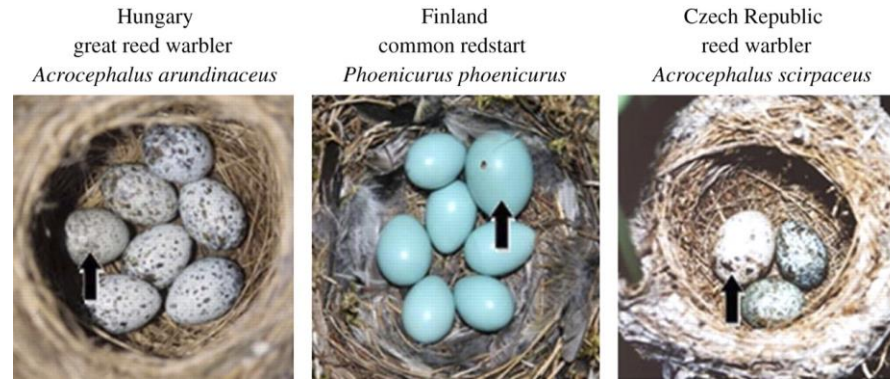 Hungary
great reed warbler
Acrocephalus arundinaceus
Finland
common redstart
Phoenicurus phoenicurus
Czech Republic
reed warbler
Acrocephalus scirpaceus